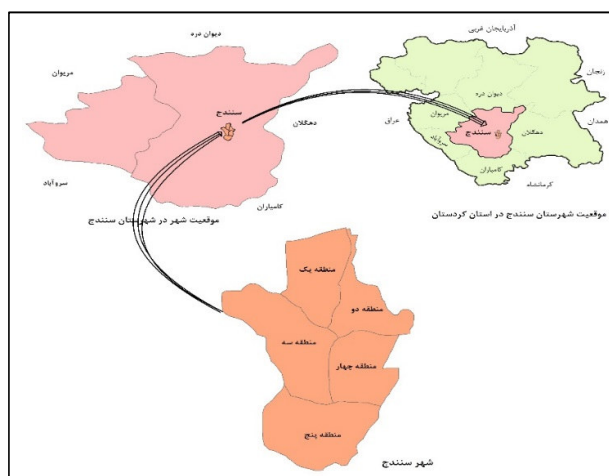 آذربایجان غربی
دیوان دره
زنجان
مریوان
دیوان دره
سنندج
همدان
دهگلان
عراق
مریوان
دهگلان
سنندج
سروآباد
سروآباد
کامیاران
کامیاران
کرمانشاه
موقعیت شهرستان سنندج در استان کردستان
موقعیت شهر در شهرستان سنندج
منطقه یک
منطقه دو
منطقه سه
منطقه چهار
منطقه پنج
شهر سنندج